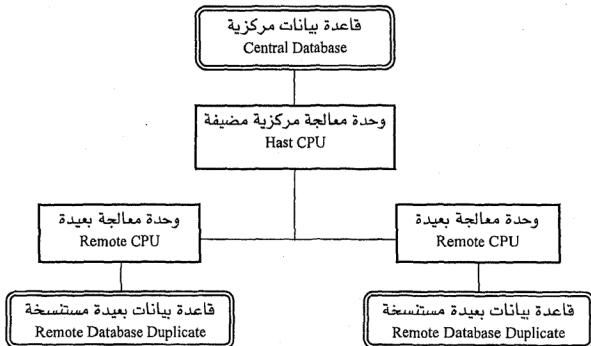 قاعدة بيانات مركزية
Central Database
وحدة معالجة مركزية مضيفة
Hast CPU
وحدة معالجة بعيدة
Remote CPU
وحدة معالجة بعيدة
Remote CPU
قاعدة بيانات بعيدة مستنسخة
Remote Database Duplicate
قاعدة بيانات بعيدة مستنسخة
Remote Database Duplicate